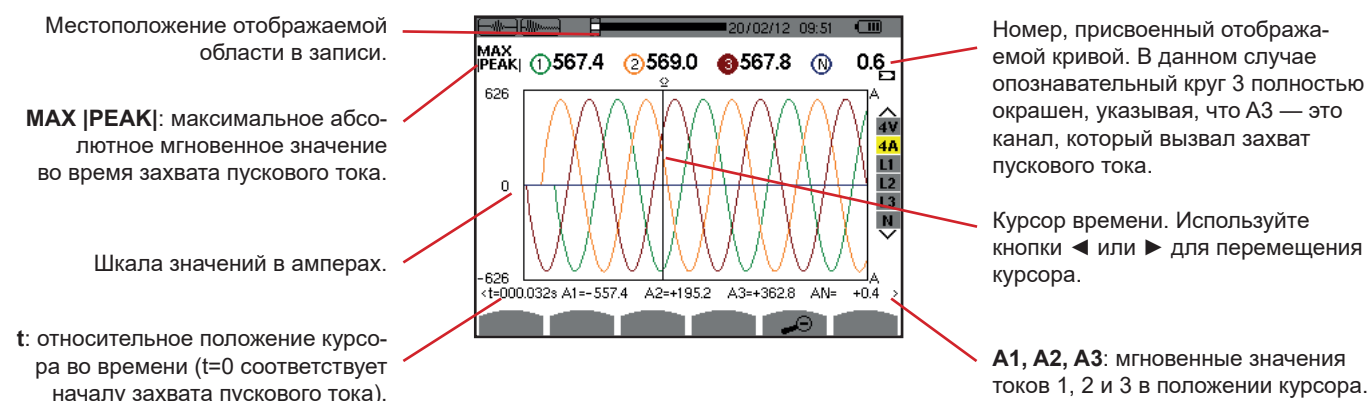 Местоположение отображаемой
области в записи.
MAX |PEAK|: максимальное абсо-
лютное мгновенное значение
во время захвата пускового тока.
Шкала значений в амперах.
t: относительное положение курсо-
ра во времени (t=0 соответствует
началу захвата пускового тока).
20/02/12 09:51
MAX
|PEAK| 1 567.4 2 569.0 3 567.8 N 0.6
626 A
0
-626 A
4V
4A
L1
L2
L3
N
<t=000.032s A1=-557.4 A2=+195.2 A3=+362.8 AN= +0.4 >
Номер, присвоенный отобража-
емой кривой. В данном случае
опознавательный круг 3 полностью
окрашен, указывая, что A3 — это
канал, который вызвал захват
пускового тока.
Курсор времени. Используйте
кнопки ◄ или ► для перемещения
курсора.
A1, A2, A3: мгновенные значения
токов 1, 2 и 3 в положении курсора.